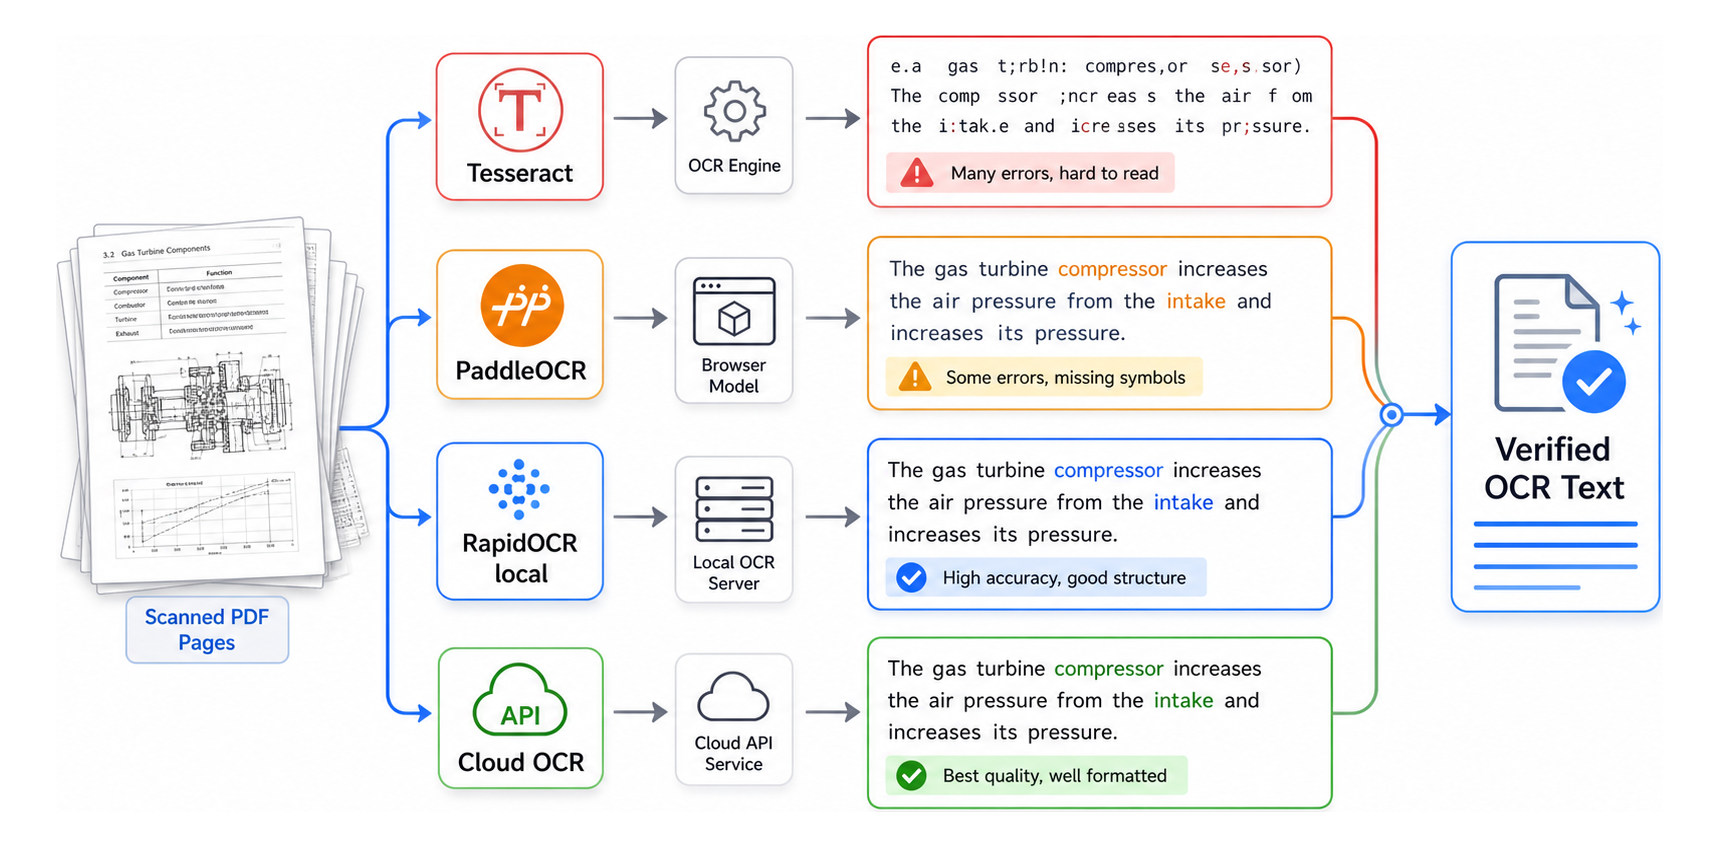 3.2 Gas Turbine Components
Component Function
Compressor
Combustor
Turbine
Exhaust
Scanned PDF
Pages
T
Tesseract
OCR Engine
e.a gas t;rb!n: compres,or se,s.sor)
The comp ssor ;ncr eas s the air f om
the i:tak.e and icre sses its pr;ssure.
Many errors, hard to read
PaddleOCR
Browser
Model
The gas turbine compressor increases
the air pressure from the intake and
increases its pressure.
Some errors, missing symbols
RapidOCR
local
Local OCR
Server
The gas turbine compressor increases
the air pressure from the intake and
increases its pressure.
High accuracy, good structure
API
Cloud OCR
Cloud API
Service
The gas turbine compressor increases
the air pressure from the intake and
increases its pressure.
Best quality, well formatted
Verified
OCR Text